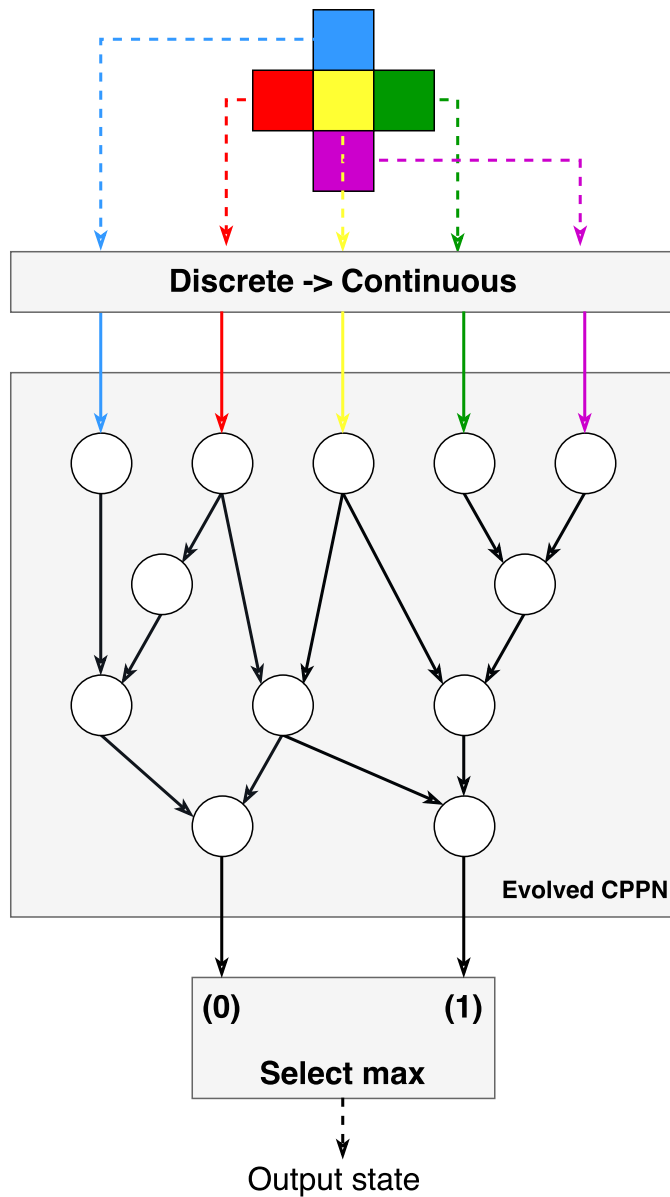 Discrete -> Continuous
Evolved CPPN
(0) (1)
Select max
Output state